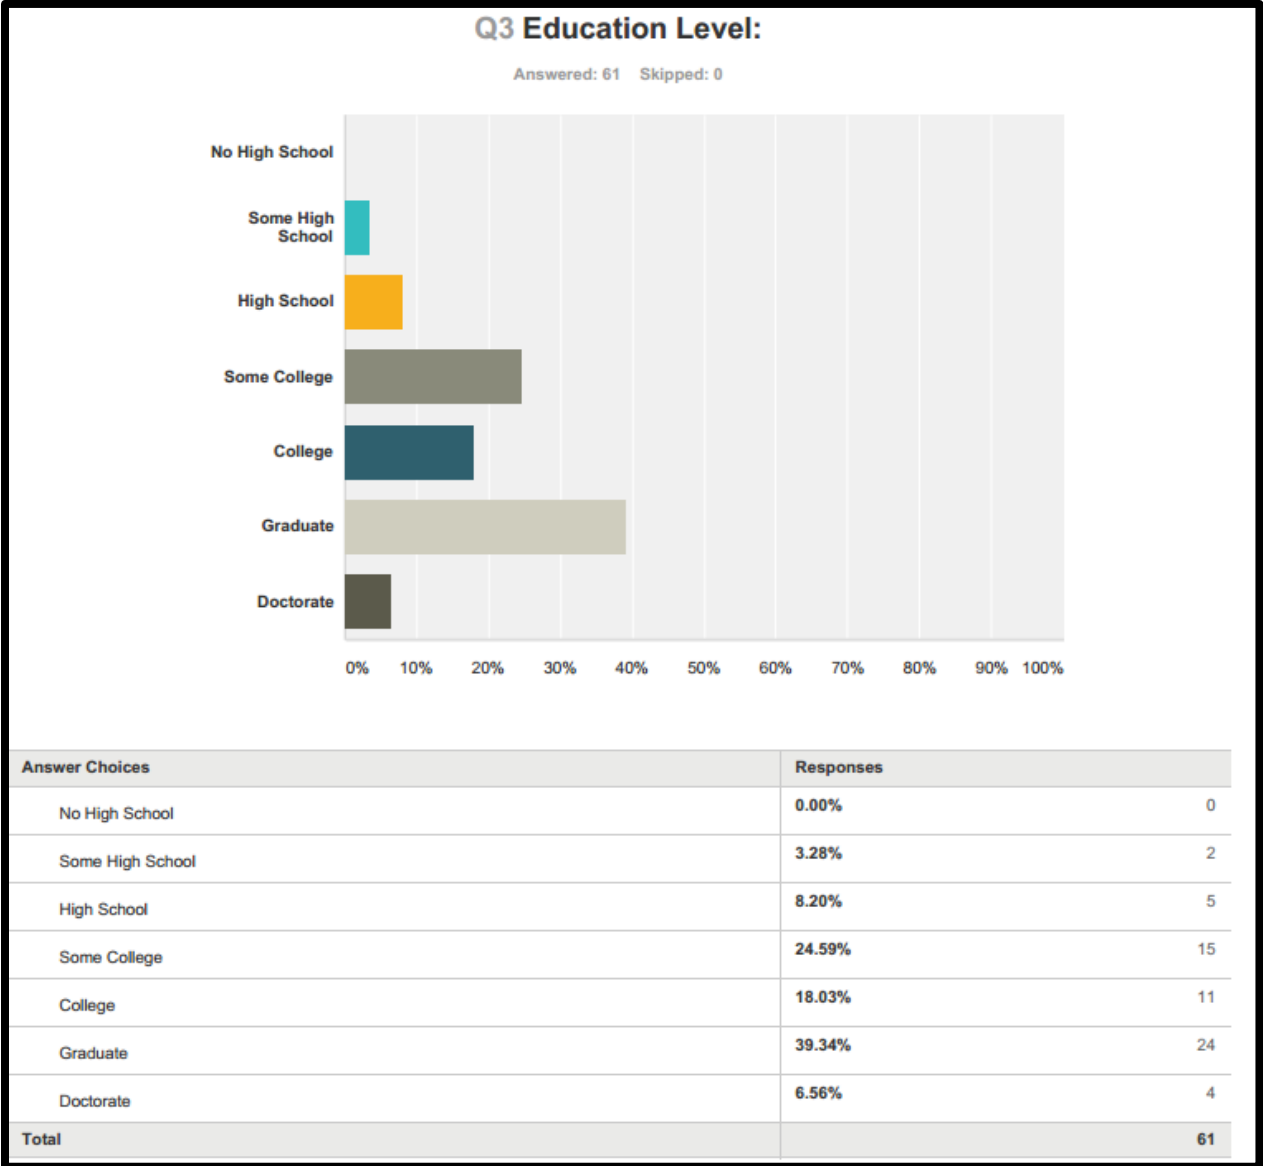 Q3 Education Level:
Answered: 61 Skipped: 0
No High School
Some High
School
High School
Some College
College
Graduate
Doctorate
0% 10% 20% 30% 40% 50% 60% 70% 80% 90% 100%
Answer Choices Responses
No High School 0.00% 0
Some High School 3.28% 2
High School 8.20% 5
Some College 24.59% 15
College 18.03% 11
Graduate 39.34% 24
Doctorate 6.56% 4
Total 61